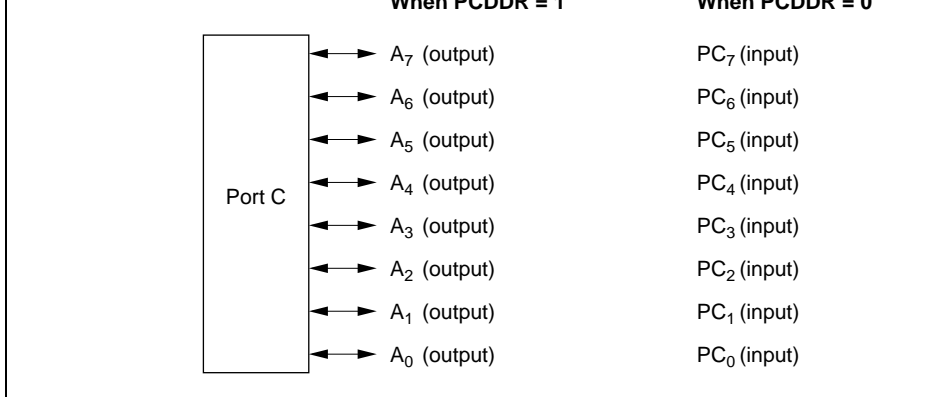 When PCDDR = 1 When PCDDR = 0
A7 (output) PC7 (input)
A6 (output) PC6 (input)
A5 (output) PC5 (input)
A4 (output) PC4 (input)
Port C
A3 (output) PC3 (input)
A2 (output) PC2 (input)
A1 (output) PC1 (input)
A0 (output) PC0 (input)